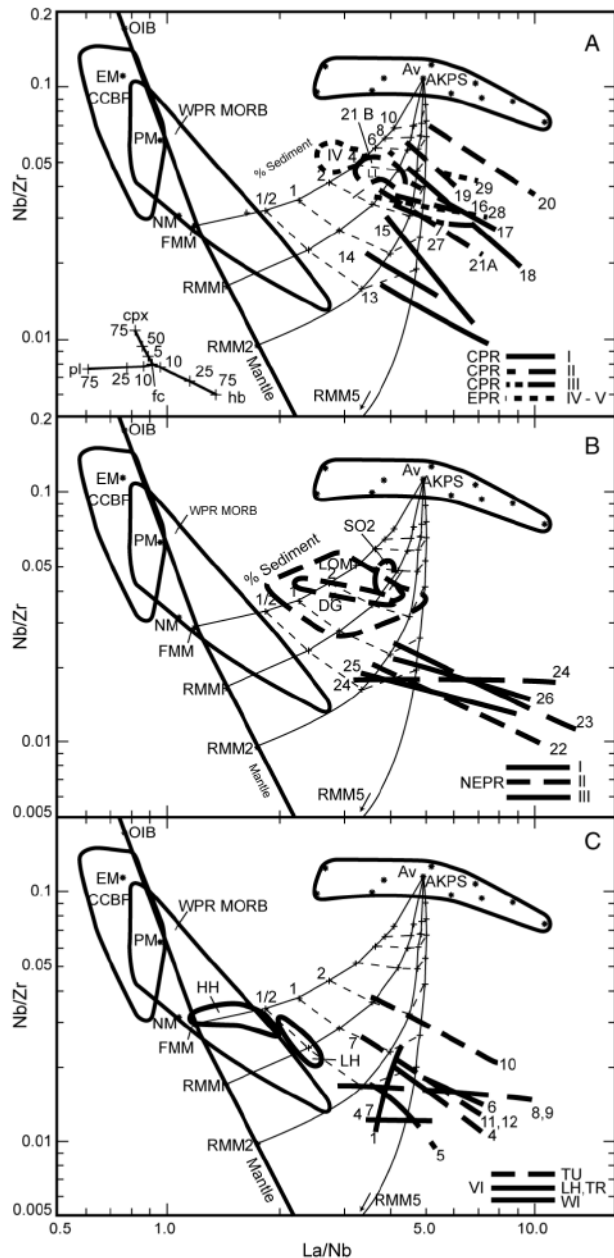 0.2
OIB
A
0.1
Av
AKPS
EM
CCBF
WPR MORB
21 B
10
8
6
4
2
IV
LT
% Sediment
PM
0.05
Nb/Zr
1
1/2
29
19
20
16
28
27
17
15
21A
18
14
13
NM
FMM
RMM1
0.01
RMM2
RMM5
Mantle
cpx
75
50
5
pl
75
25
10
10
25
75
fc
hb
CPR I
CPR II
CPR III
EPR IV - V
0.2
OIB
B
0.1
Av
AKPS
EM
CCBF
WPR MORB
SO2
PM
0.05
% Sediment
LOM
2
1
1/2
DG
Nb/Zr
NM
FMM
25
24
24
26
23
22
RMM1
0.01
RMM2
RMM5
Mantle
I
NEPR II
III
0.005
OIB
C
0.1
Av
AKPS
EM
CCBF
WPR MORB
PM
0.05
Nb/Zr
HH
1/2
1
2
NM
FMM
7
LH
10
RMM1
4
7
1
6
8,9
11,12
4
5
0.01
RMM2
RMM5
Mantle
TU
VI LH,TR
WI
0.005
0.5
1.0
5.0
10.0
La/Nb